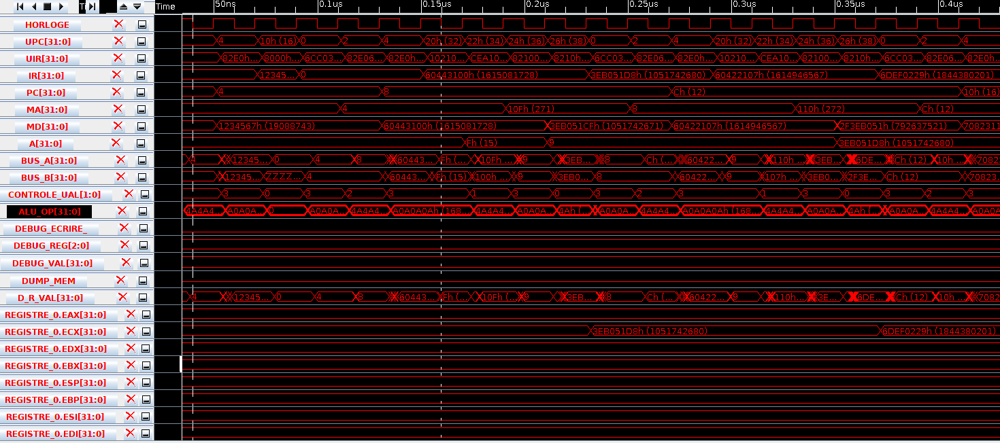 Time 50ns 0.1us 0.15us 0.2us 0.25us 0.3us 0.35us 0.4us
HORLOGE
UPC[31:0] 4 10h (16) 0 2 4 20h (32) 22h (34) 24h (36) 26h (38) 0 2 4 20h (32) 22h (34) 24h (36) 26h (38) 0 2 4
UIR[31:0] 82E0h... 8000h... 8CC03... 82E06... 82E0h... 10210... CEA10... 82100... 8210h... 8CC03... 82E06... 82E0h... 10210... CEA10... 82100... 8210h... 8CC03... 82E06... 82E0h...
IR[31:0] 12345... 0 60443100h (1615081728) 3EB051D8h (1051742680) 60422107h (1614946567) 6DEF0229h (1844380201)
PC[31:0] 4 8 Ch (12) 10h (16)
MA[31:0] 4 10Fh (271) 8 110h (272) Ch (12)
MD[31:0] 1234567h (19088743) 60443100h (1615081728) 3EB051CFh (1051742671) 60422107h (1614946567) 2F3EB051h (792637521) 7082311
A[31:0] Fh (15) 9 3EB051D8h (1051742680)
BUS_A[31:0] 4 12345... 0 4 8 60443... Fh (... 10Fh... 9 3EB... 8 Ch (... 60422... 9 110h... 3EB... 6DE... Ch (12) 10h ... 7082
BUS_B[31:0] 12345... ZZZZ... 4 60443... Fh (15) 100h ... 9 3EB0... 8 60422... 9 107h ... 3EB0... 2F3E... Ch (12) 70823...
CONTROLE_UAL[1:0] 3 0 3 2 3 1 3 0 3 2 3 1 3 0 3 2 3
ALU_OP[31:0] 4A4A4... A0A0A... 0 A0A0A... 4A4A4... A0A0A0Ah (168... 4A4A4... A0A0A... 4Ah (... A0A0A... 4A4A4... A0A0A0Ah (168... 4A4A4... A0A0A... 4Ah (... A0A0A... 4A4A4... A0A0A
DEBUG_ECRIRE_
DEBUG_REG[2:0]
DEBUG_VAL[31:0]
DUMP_MEM
D_R_VAL[31:0] 4 12345... 0 4 8 60443... Fh (... 10Fh (... 9 3EB... 8 Ch (... 60422... 9 110h... 3E... 6DE... Ch (12) 10h ... 7082
REGISTRE_0.EAX[31:0]
REGISTRE_0.ECX[31:0] 3EB051D8h (1051742680) 6DEF0229h (1844380201)
REGISTRE_0.EDX[31:0]
REGISTRE_0.EBX[31:0]
REGISTRE_0.ESP[31:0]
REGISTRE_0.EBP[31:0]
REGISTRE_0.ESI[31:0]
REGISTRE_0.EDI[31:0]